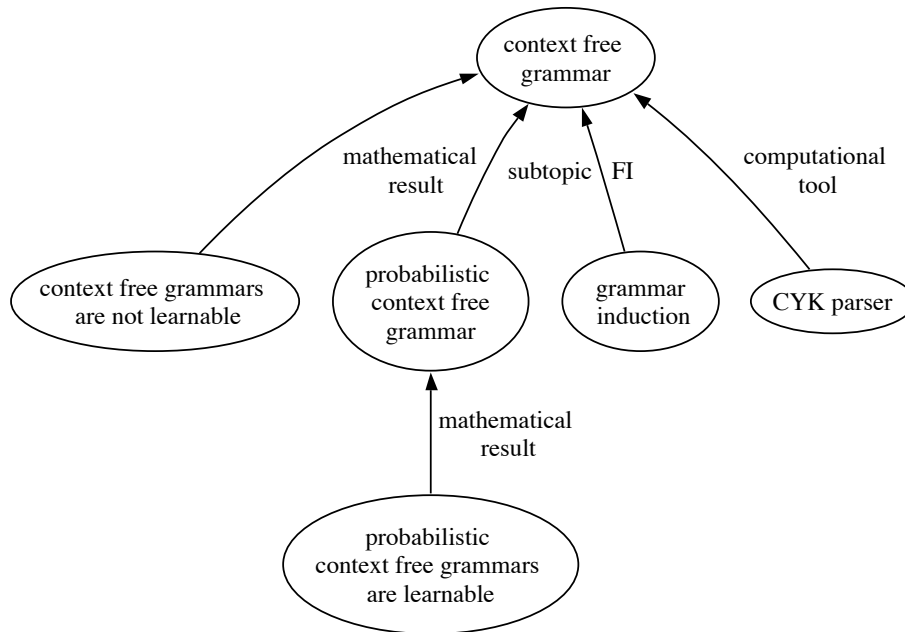 context free
grammar
mathematical
result
subtopic
FI
computational
tool
context free grammars
are not learnable
probabilistic
context free
grammar
grammar
induction
CYK parser
mathematical
result
probabilistic
context free grammars
are learnable